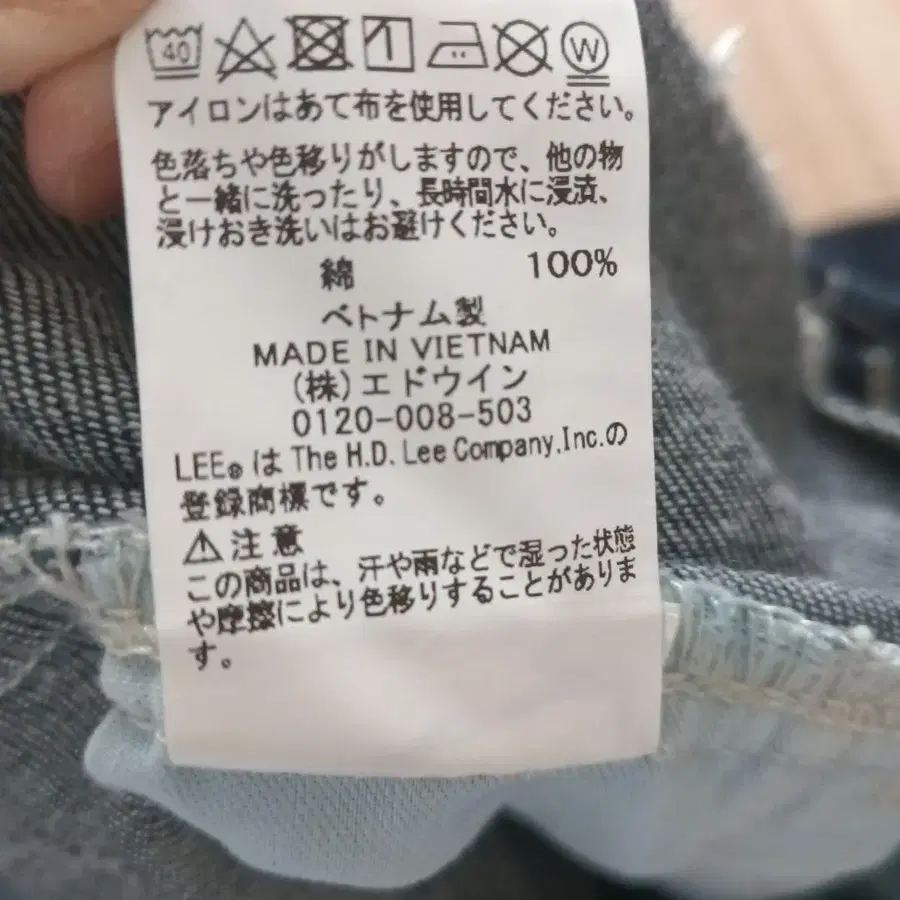 40 W
アイロンはあて布を使用してください。
色落ちや色移りがしますので、他の物
と一緒に洗ったり、長時間水に浸漬、
浸けおき洗いはお避けください。
綿 100%
ベトナム製
MADE IN VIETNAM
(株)エドウイン
0120-008-503
LEE®は The H.D. Lee Company,Inc.の
登録商標です。
⚠注意
この商品は、汗や雨などで湿った状態
や摩擦により色移りすることがありま
す。